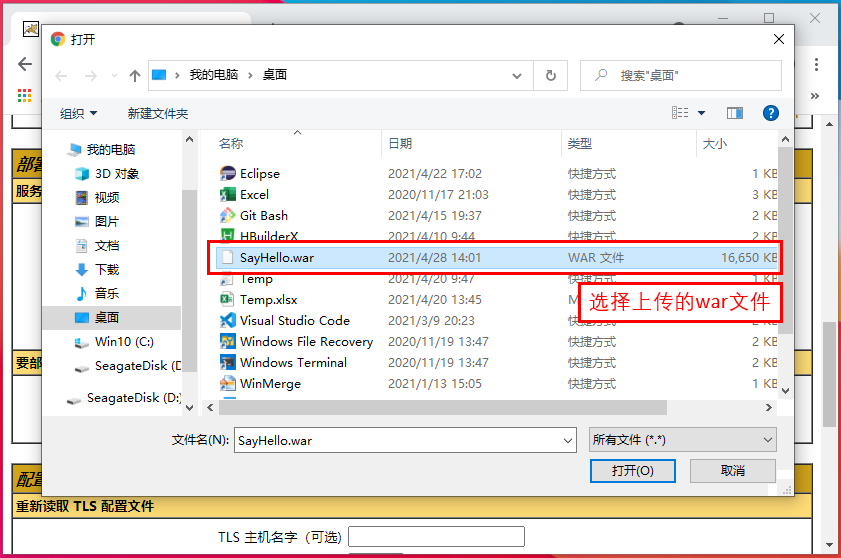 打开
我的电脑 › 桌面
搜索"桌面"
组织 新建文件夹
名称 日期 类型 大小
我的电脑
3D 对象
视频
图片
文档
下载
音乐
桌面
Win10 (C:)
SeagateDisk (D
SeagateDisk (D:)
Eclipse 2021/4/22 17:02 快捷方式 1 KB
Excel 2020/11/17 21:03 快捷方式 3 KB
Git Bash 2021/4/15 19:37 快捷方式 2 KB
HBuilderX 2021/4/10 9:44 快捷方式 2 KB
SayHello.war 2021/4/28 14:01 WAR 文件 16,650 KB
Temp 2021/4/20 9:47 快捷方式 1 KB
Temp.xlsx 2021/4/20 13:45 M
选择上传的war文件
Visual Studio Code 2021/3/9 20:23 快捷方式 2 KB
Windows File Recovery 2020/11/19 13:47 快捷方式 2 KB
Windows Terminal 2020/11/19 13:47 快捷方式 2 KB
WinMerge 2021/1/13 15:05 快捷方式 1 KB
文件名(N): SayHello.war 所有文件 (*.*)
打开(O) 取消
部署
服务
要部
配置
重新读取 TLS 配置文件
TLS 主机名字（可选)